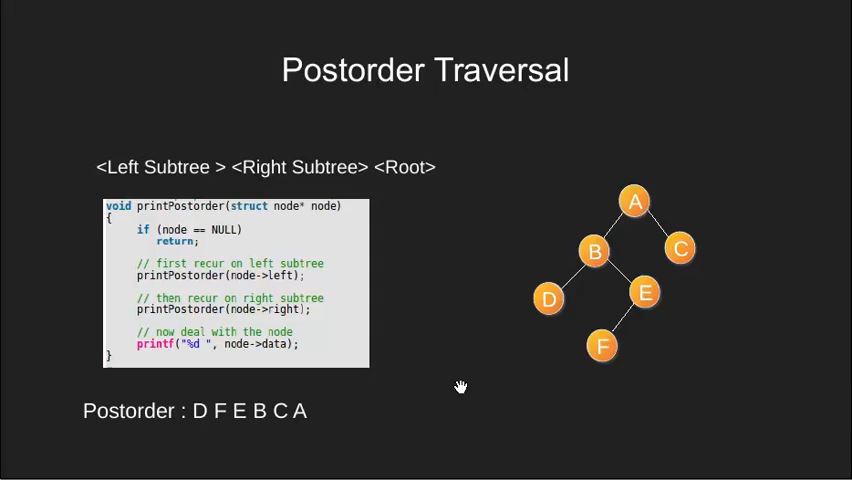 Postorder Traversal
<Left Subtree > <Right Subtree> <Root>
void printPostorder(struct node* node)
{
if (node == NULL)
return;
// first recur on left subtree
printPostorder(node->left);
// then recur on right subtree
printPostorder(node->right);
// now deal with the node
printf("%d ", node->data);
}
A
B
C
D
E
F
Postorder : D F E B C A